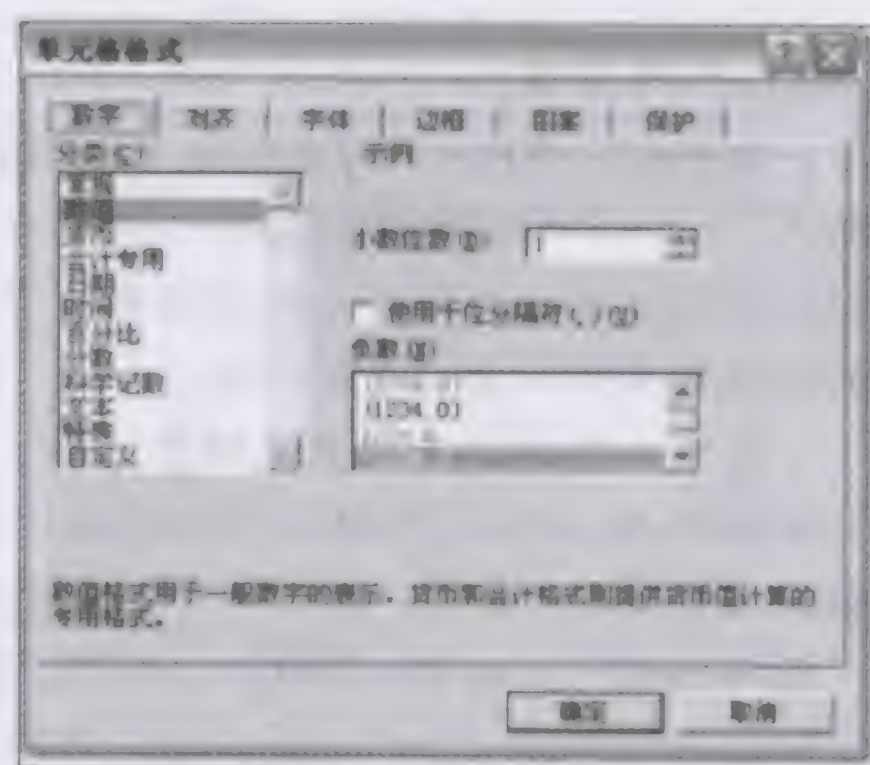 单元格格式
数字 对齐 字体 边框 图案 保护
分类(C)
示例
常规
数值
货币
会计专用
日期
时间
百分比
分数
科学记数
文本
特殊
自定义
小数位数(D)
1
使用千位分隔符(,)(U)
负数(N)
(1234.0)
数值格式用于一般数字的表示。货币和会计格式则提供货币值计算的
专用格式。
确定 取消